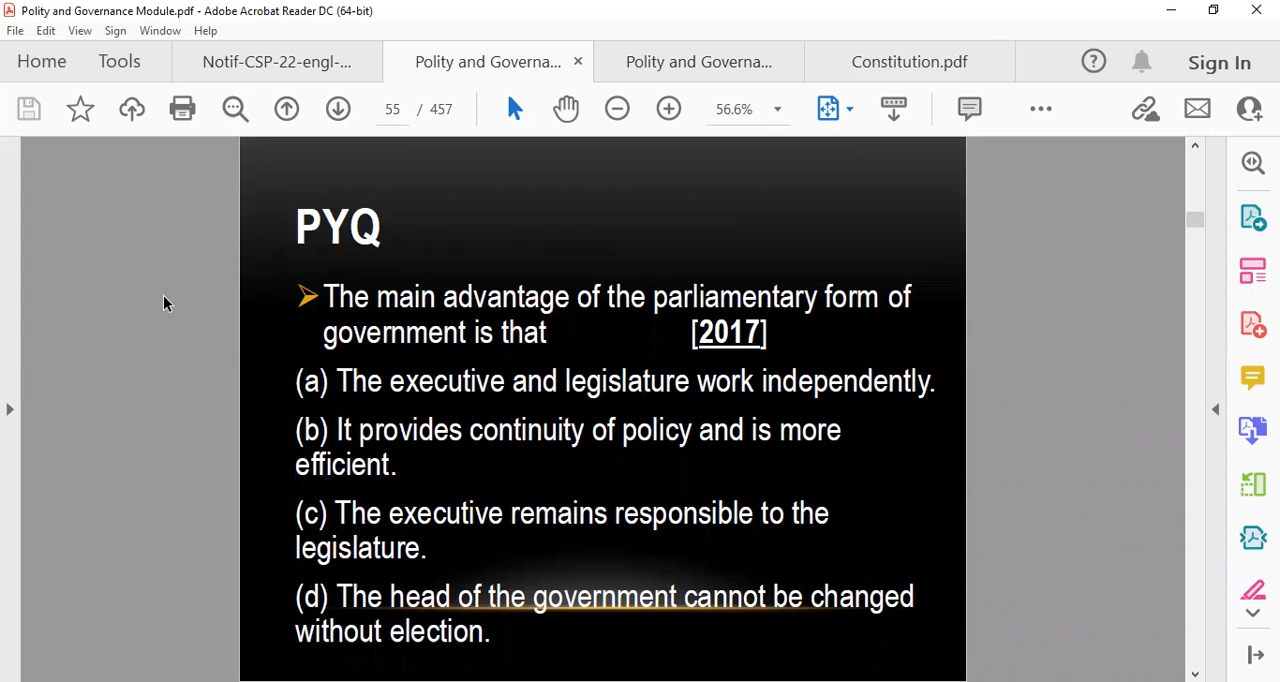 Polity and Governance Module.pdf - Adobe Acrobat Reader DC (64-bit)
File Edit View Sign Window Help
Home Tools Notif-CSP-22-engl-... Polity and Governa... × Polity and Governa... Constitution.pdf ? Sign In
55 / 457 56.6%
PYQ
The main advantage of the parliamentary form of
government is that [2017]
(a) The executive and legislature work independently.
(b) It provides continuity of policy and is more
efficient.
(c) The executive remains responsible to the
legislature.
(d) The head of the government cannot be changed
without election.